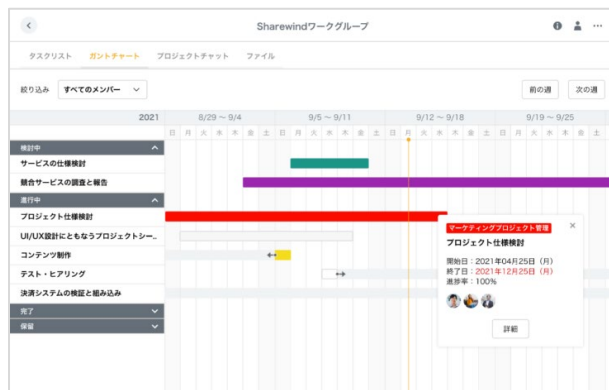 Sharewindワークグループ
タスクリスト ガントチャート プロジェクトチャット ファイル
絞り込み すべてのメンバー 前の週 次の週
2021 8/29 ~ 9/4 9/5 ~ 9/11 9/12 ~ 9/18 9/19 ~ 9/25
日 月 火 水 木 金 土 日 月 火 水 木 金 土 日 月 火 水 木 金 土 日 月 火 水 木 金 土
検討中
サービスの仕様検討
競合サービスの調査と報告
進行中
プロジェクト仕様検討
UI/UX設計にともなうプロジェクトシー...
コンテンツ制作
テスト・ヒアリング
決済システムの検証と組み込み
完了
保留
マーケティングプロジェクト管理
プロジェクト仕様検討
開始日：2021年04月25日（月）
終了日：2021年12月25日（月）
進捗率：100%
詳細